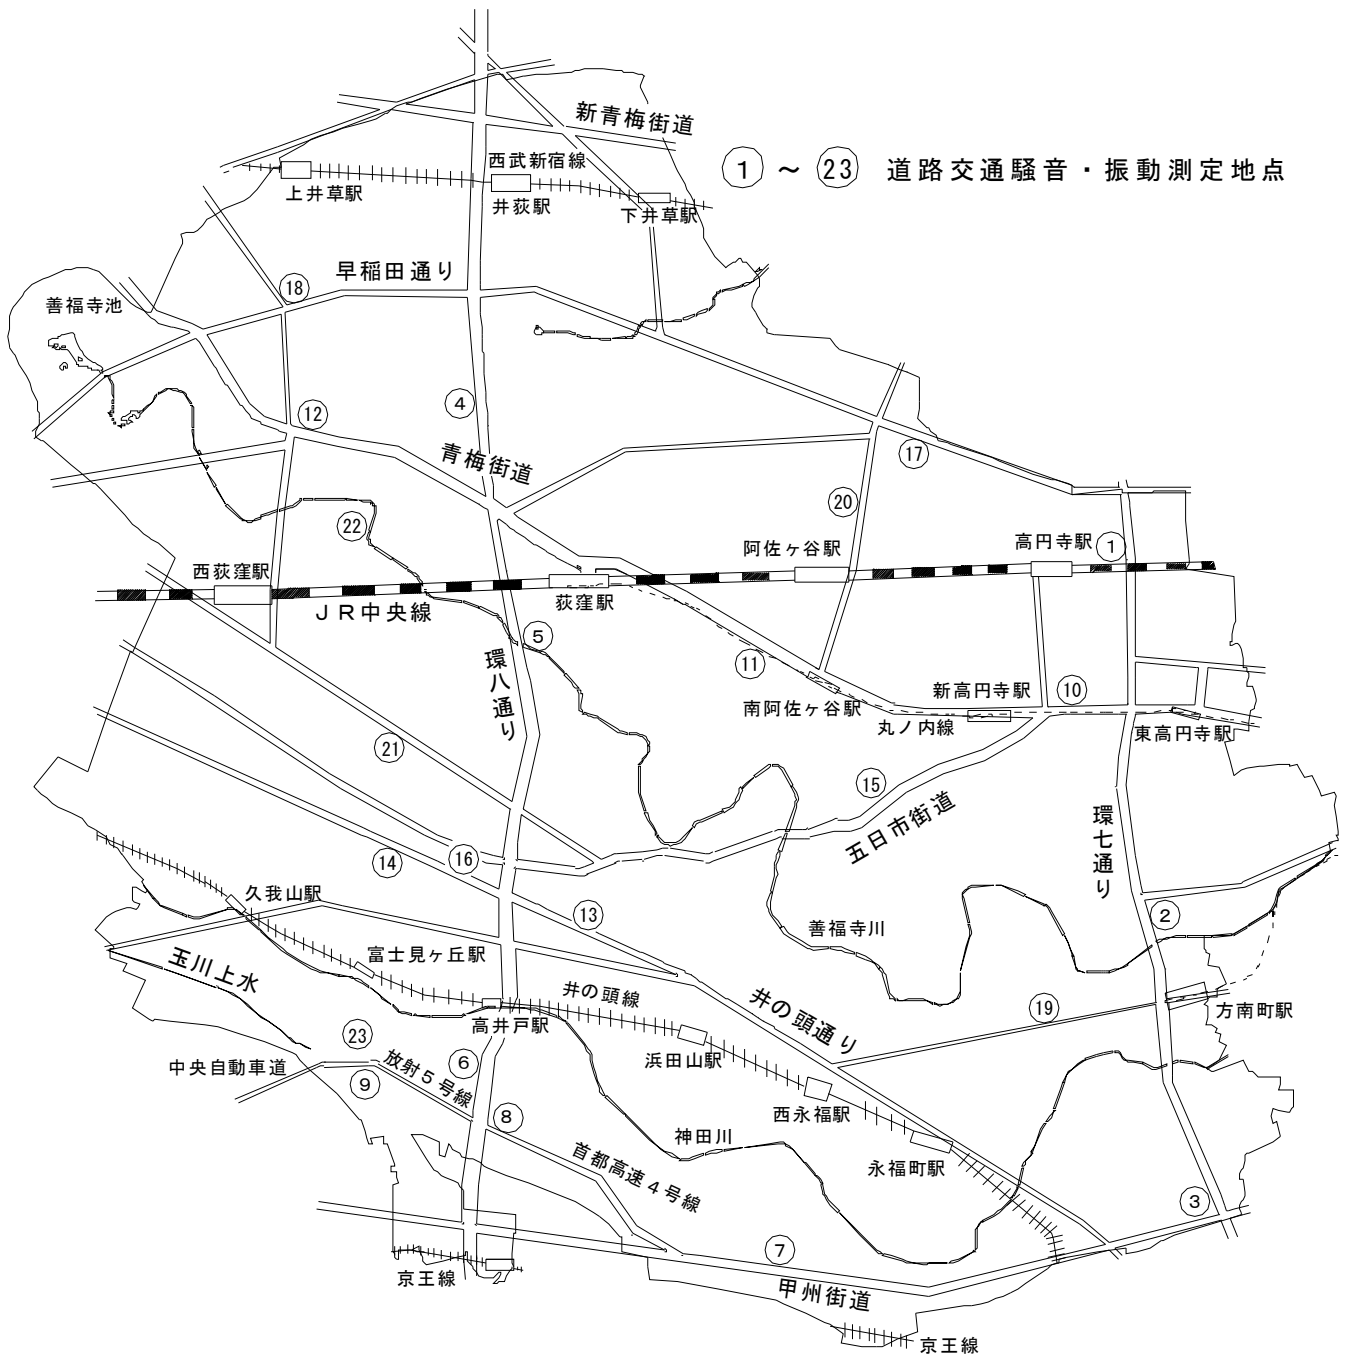 新青梅街道
① ～ ㉓ 道路交通騒音・振動測定地点
西武新宿線
上井草駅
井荻駅
下井草駅
早稲田通り
⑱
善福寺池
④
⑫
青梅街道
⑰
⑳
㉒
阿佐ヶ谷駅
高円寺駅
①
西荻窪駅
荻窪駅
ＪＲ中央線
⑤
環八通り
⑪
新高円寺駅
⑩
南阿佐ヶ谷駅
丸ノ内線
東高円寺駅
㉑
⑮
五日市街道
環七通り
⑭
⑯
久我山駅
⑬
②
善福寺川
富士見ヶ丘駅
玉川上水
井の頭線
井の頭通り
⑲
方南町駅
高井戸駅
㉓
浜田山駅
中央自動車道
⑥
放射５号線
⑨
⑧
西永福駅
神田川
永福町駅
首都高速４号線
③
⑦
京王線
甲州街道
京王線